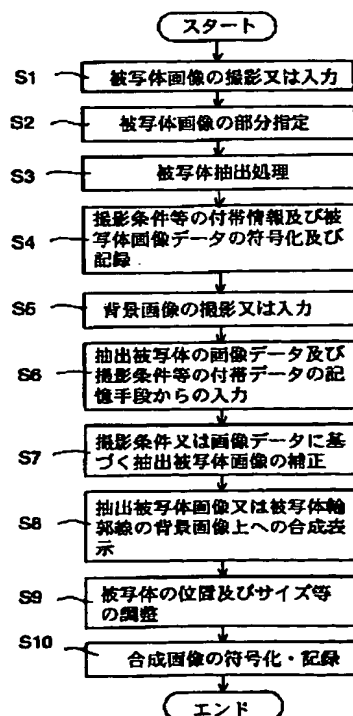 スタート
S1
被写体画像の撮影又は入力
S2
被写体画像の部分指定
S3
被写体抽出処理
S4
撮影条件等の付帯情報及び被
写体画像データの符号化及び
記録
S5
背景画像の撮影又は入力
S6
抽出被写体の画像データ及び
撮影条件等の付帯データの記
憶手段からの入力
S7
撮影条件又は画像データに基
づく抽出被写体画像の補正
S8
抽出被写体画像又は被写体輪
郭線の背景画像上への合成表
示
S9
被写体の位置及びサイズ等
の調整
S10
合成画像の符号化・記録
エンド